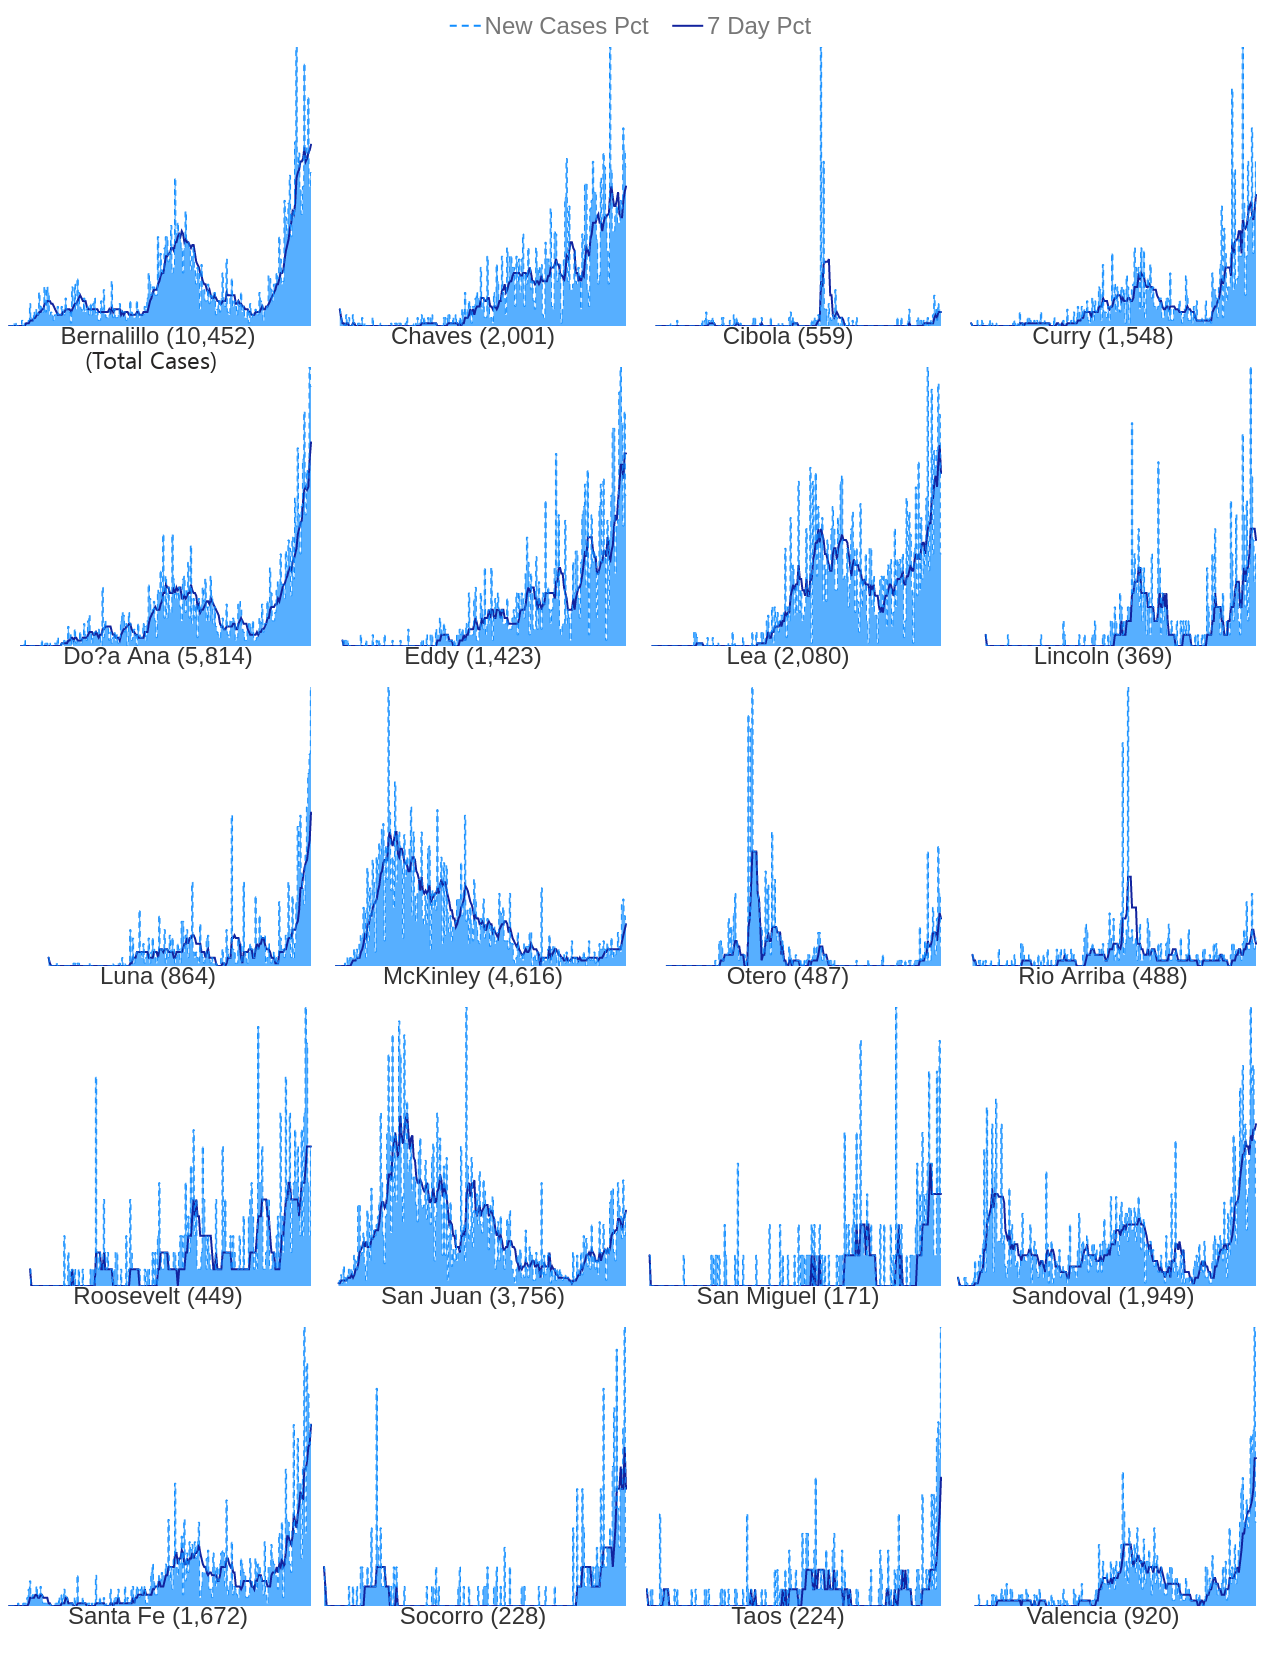 New Cases Pct 7 Day Pct
Bernalillo (10,452) Chaves (2,001) Cibola (559) Curry (1,548)
(Total Cases)
Do?a Ana (5,814) Eddy (1,423) Lea (2,080) Lincoln (369)
Luna (864) McKinley (4,616) Otero (487) Rio Arriba (488)
Roosevelt (449) San Juan (3,756) San Miguel (171) Sandoval (1,949)
Santa Fe (1,672) Socorro (228) Taos (224) Valencia (920)